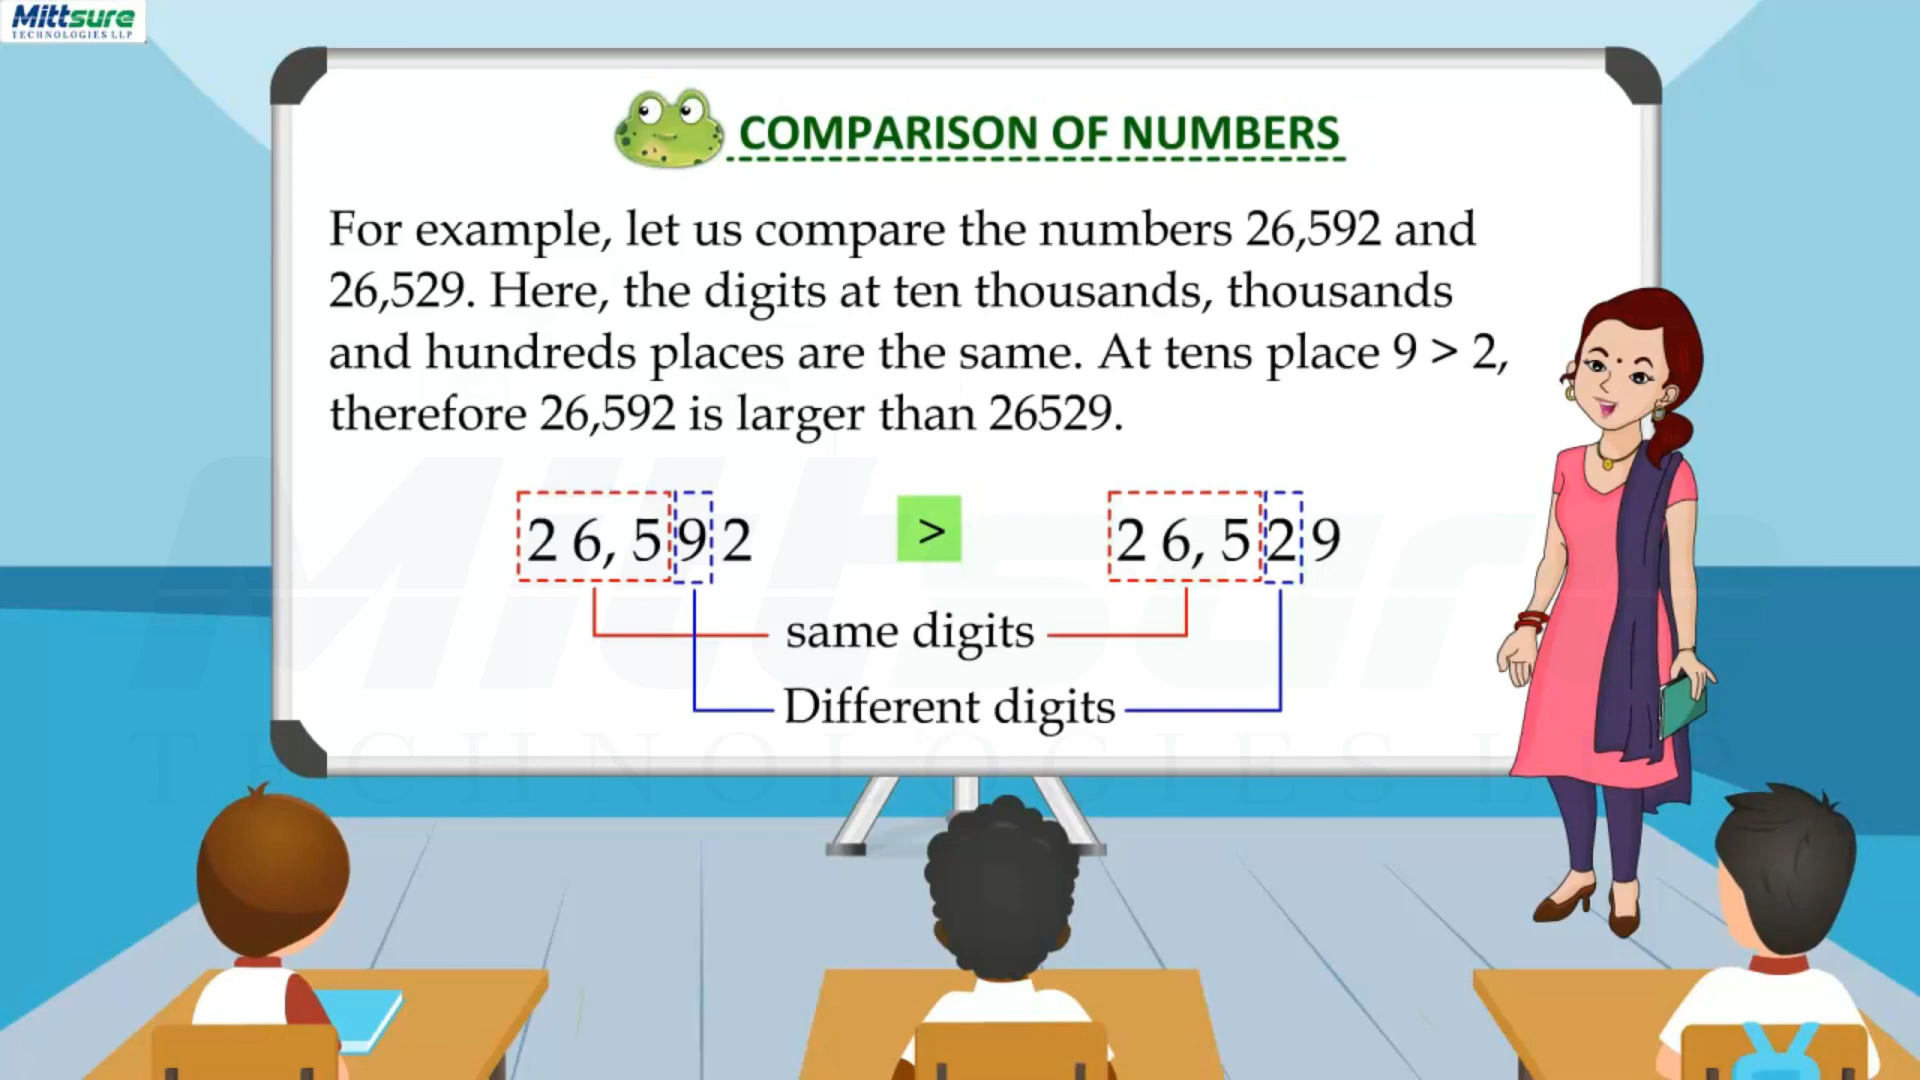 Mittsure
TECHNOLOGIES LLP
COMPARISON OF NUMBERS
For example, let us compare the numbers 26,592 and
26,529. Here, the digits at ten thousands, thousands
and hundreds places are the same. At tens place 9 > 2,
therefore 26,592 is larger than 26529.
2 6, 5 9 2 > 2 6, 5 2 9
same digits
Different digits
Mittsure
TECHNOLOGIES LLP